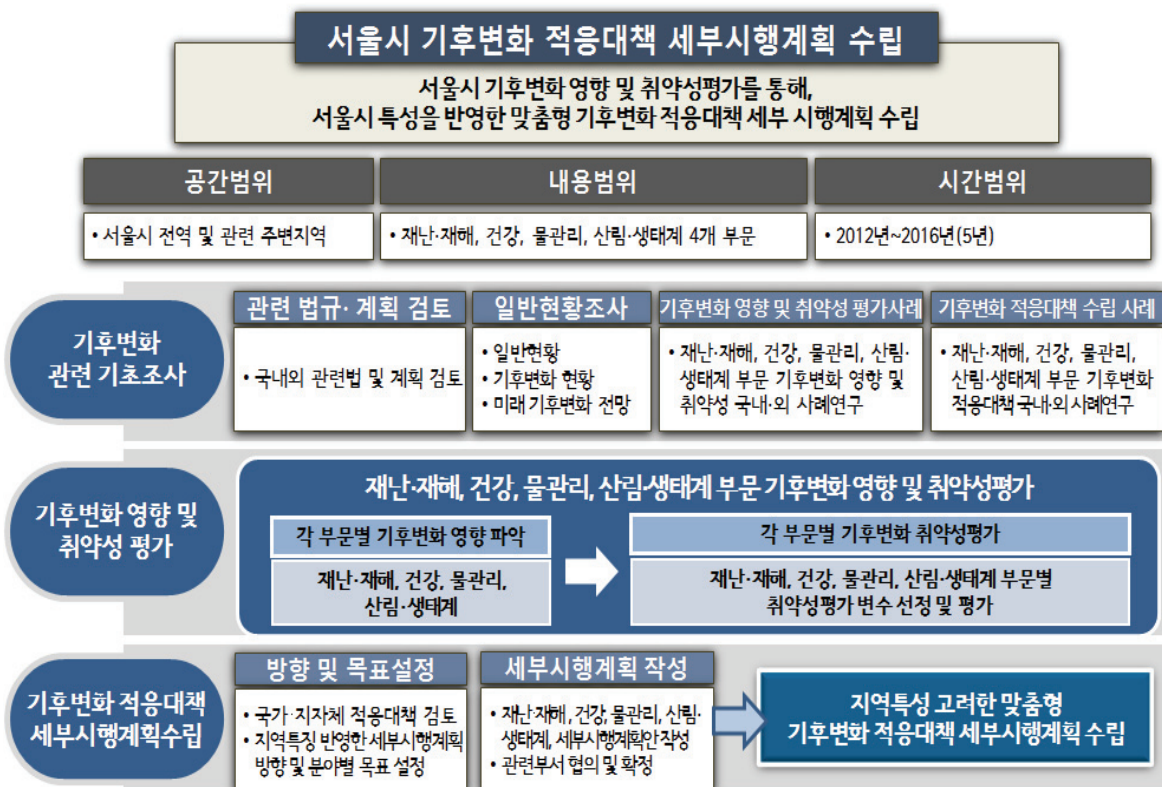 서울시 기후변화 적응대책 세부시행계획 수립
서울시 기후변화 영향 및 취약성평가를 통해,
서울시 특성을 반영한 맞춤형 기후변화 적응대책 세부 시행계획 수립
공간범위
• 서울시 전역 및 관련 주변지역
내용범위
• 재난·재해, 건강, 물관리, 산림·생태계 4개 부문
시간범위
• 2012년~2016년(5년)
기후변화
관련 기초조사
관련 법규· 계획 검토
• 국내외 관련법 및 계획 검토
일반현황조사
• 일반현황
• 기후변화 현황
• 미래 기후변화 전망
기후변화 영향 및 취약성 평가사례
• 재난·재해, 건강, 물관리, 산림·
생태계 부문 기후변화 영향 및
취약성 국내·외 사례연구
기후변화 적응대책 수립 사례
• 재난·재해, 건강, 물관리,
산림·생태계 부문 기후변화
적응대책 국내·외 사례연구
기후변화 영향 및
취약성 평가
재난·재해, 건강, 물관리, 산림·생태계 부문 기후변화 영향 및 취약성평가
각 부문별 기후변화 영향 파악
재난·재해, 건강, 물관리,
산림·생태계
각 부문별 기후변화 취약성평가
재난·재해, 건강, 물관리, 산림·생태계 부문별
취약성평가 변수 선정 및 평가
기후변화 적응대책
세부시행계획수립
방향 및 목표설정
• 국가·지자체 적응대책 검토
• 지역특징 반영한 세부시행계획
방향 및 분야별 목표 설정
세부시행계획 작성
• 재난·재해, 건강, 물관리, 산림·
생태계, 세부시행계획안 작성
• 관련부서 협의 및 확정
지역특성 고려한 맞춤형
기후변화 적응대책 세부시행계획 수립